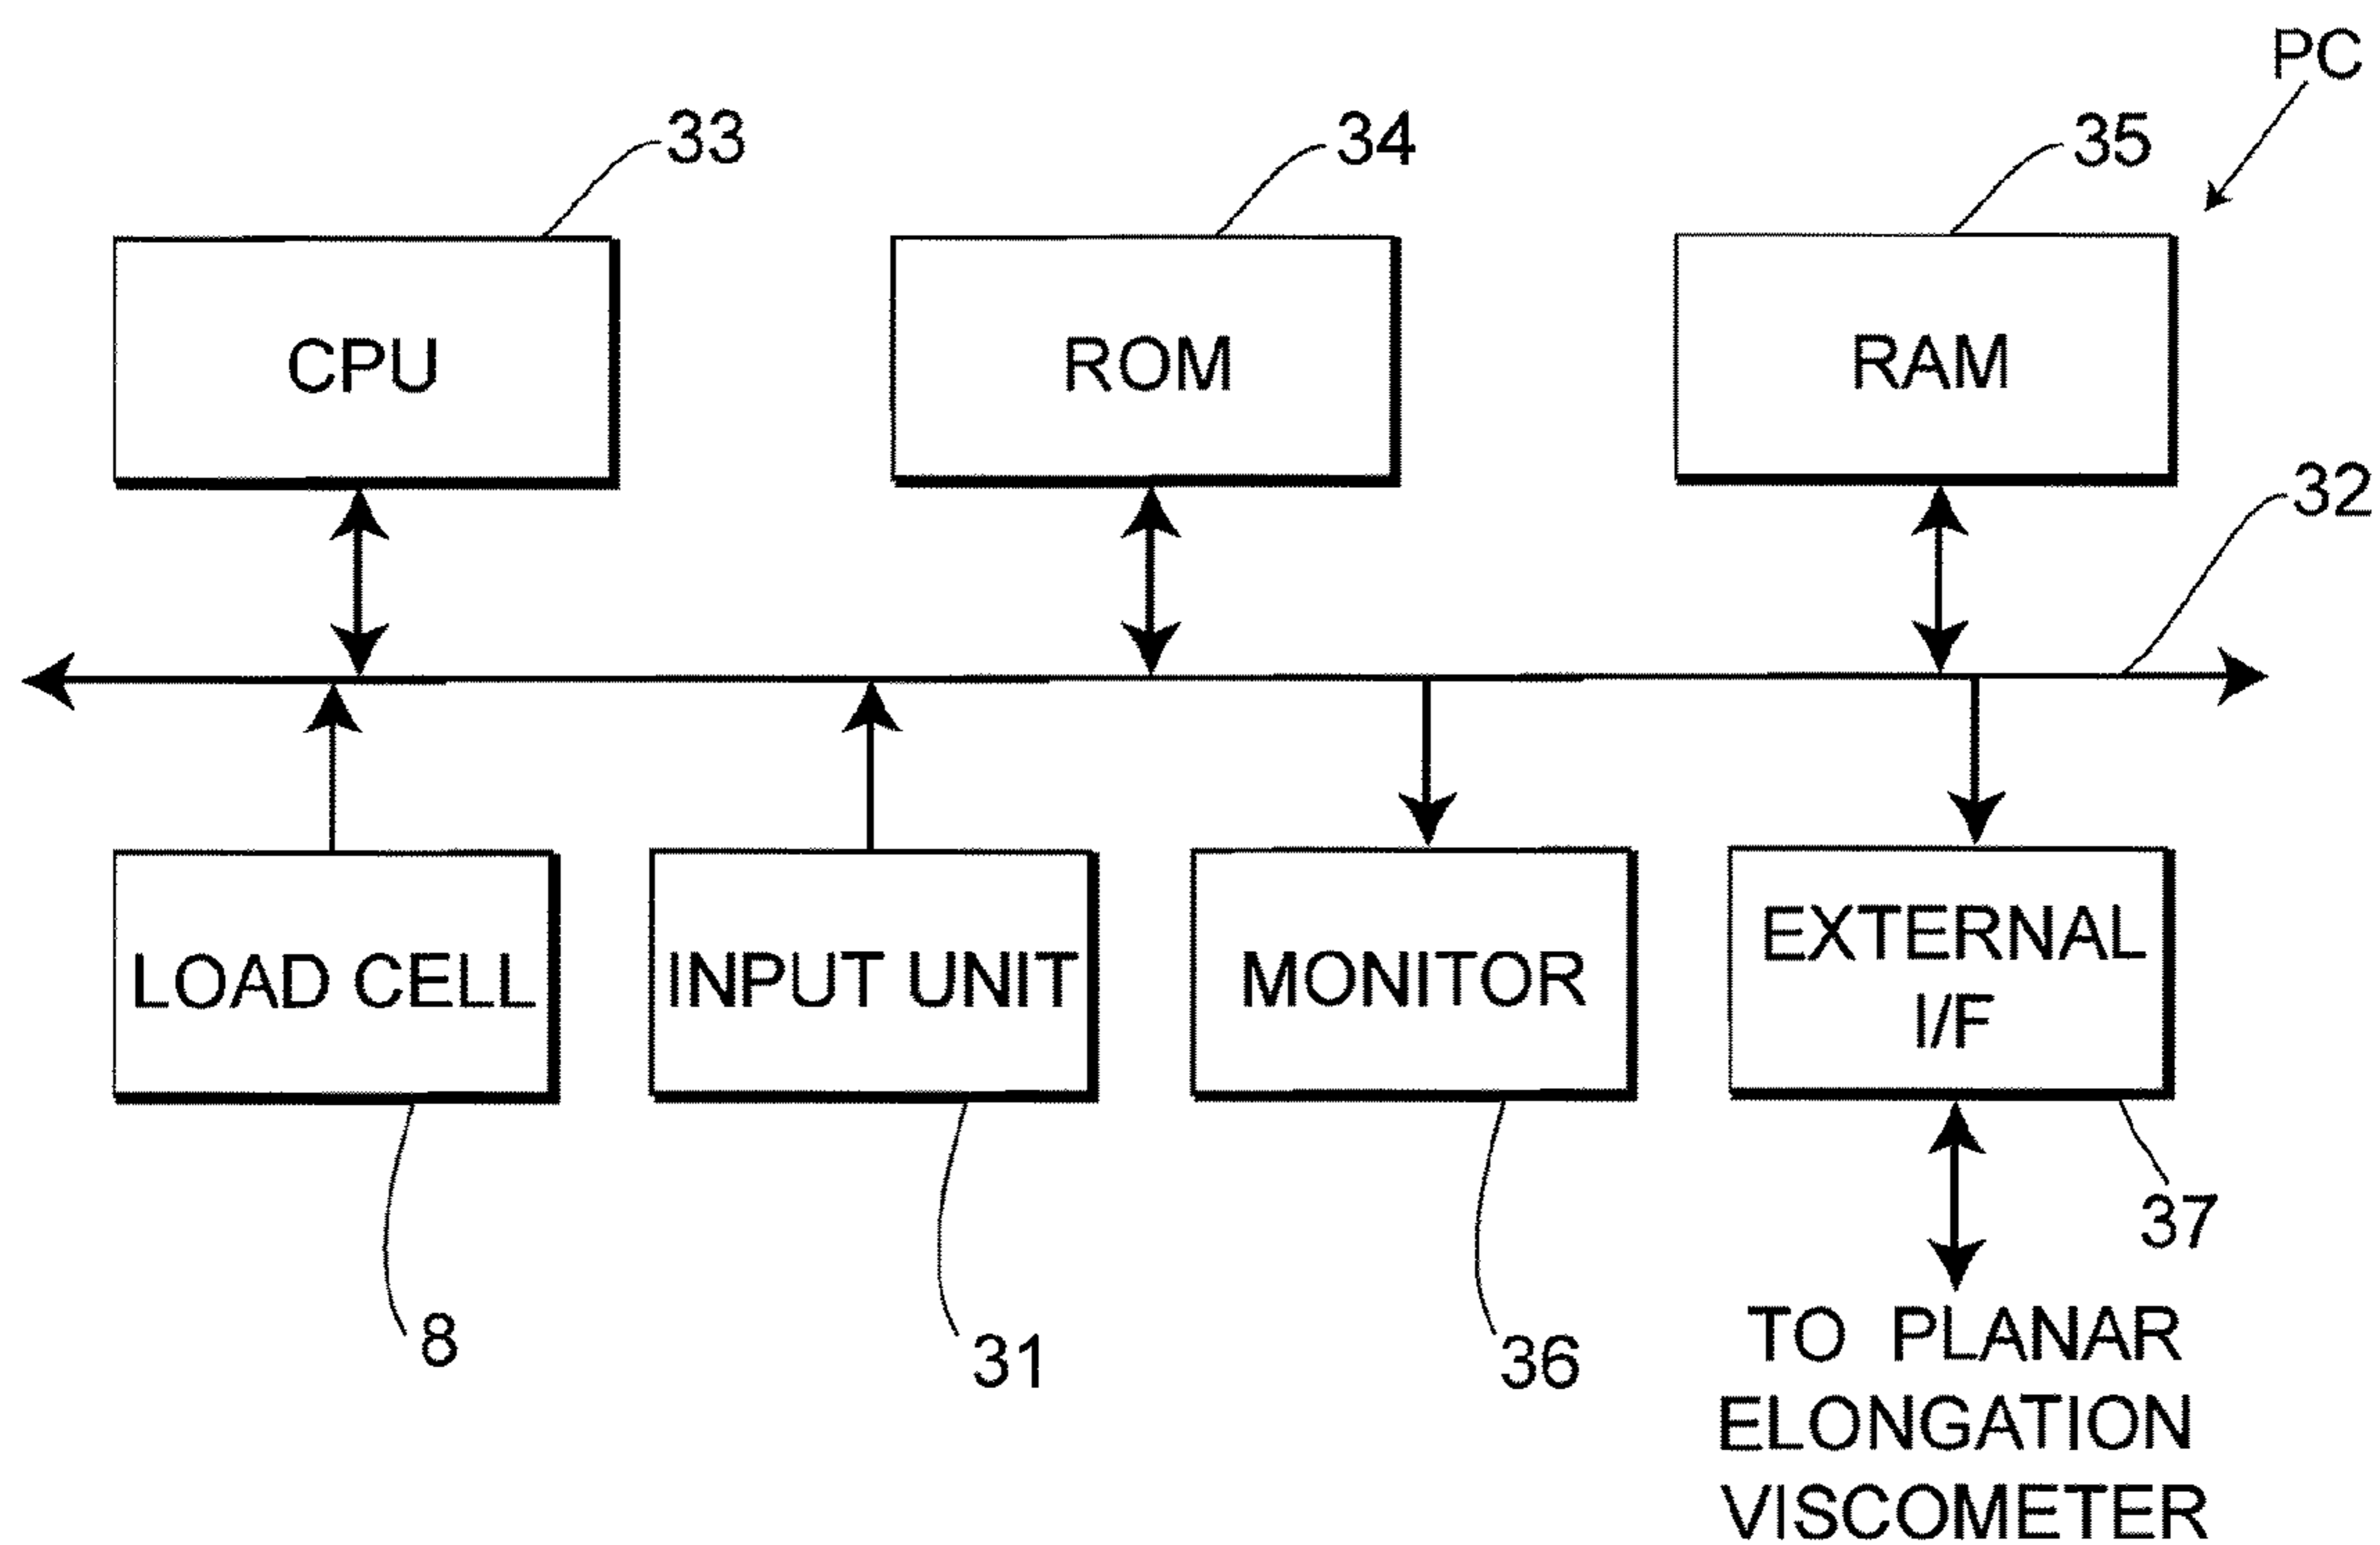 PC
33
34
35
CPU
ROM
RAM
32
LOAD CELL
INPUT UNIT
MONITOR
EXTERNAL
I/F
37
8
31
36
TO PLANAR
ELONGATION
VISCOMETER